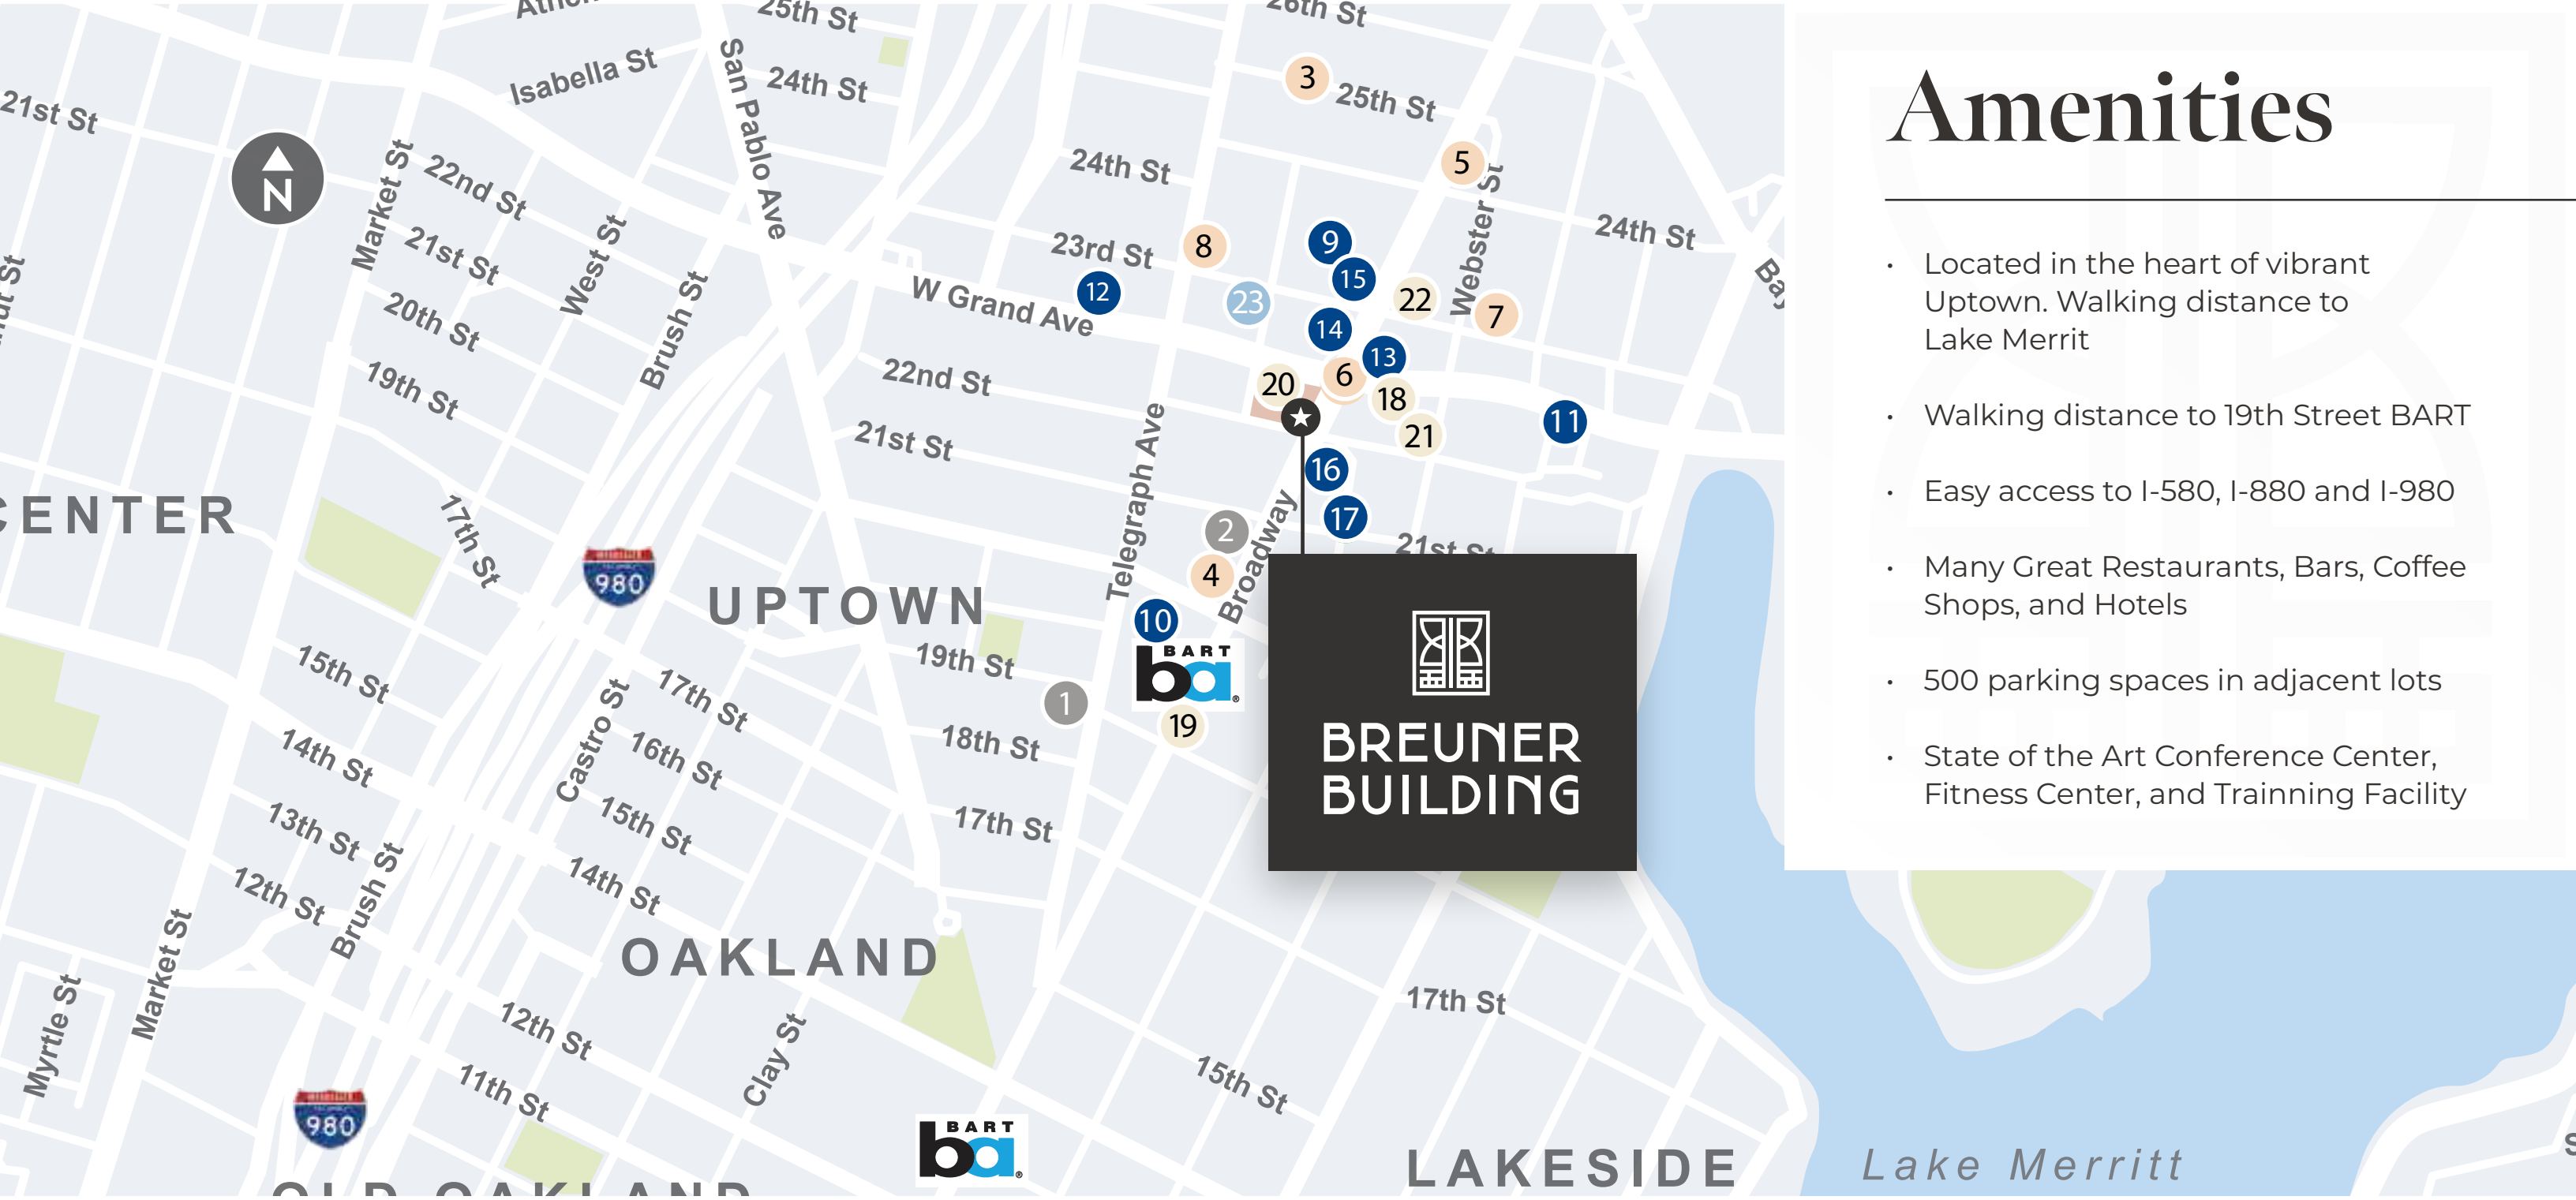 25th St
26th St
Isabella St
24th St
San Pablo Ave
21st St
3
25th St
N
Market St
22nd St
24th St
5
Webster St
24th St
21st St
West St
23rd St
8
9
15
12
23
22
7
W Grand Ave
14
13
20th St
Brush St
6
20
18
19th St
22nd St
21
11
21st St
Telegraph Ave
16
17
CENTER
17th St
2
Broadway
21st St
980
4
UPTOWN
10
BART
ba
19th St
15th St
17th St
1
19
Castro St
18th St
14th St
16th St
15th St
17th St
13th St
14th St
12th St
Brush St
BREUNER
BUILDING
Market St
OAKLAND
Myrtle St
12th St
Clay St
17th St
11th St
15th St
980
BART
ba
LAKESIDE
Lake Merritt
OLD OAKLAND
Amenities
• Located in the heart of vibrant
Uptown. Walking distance to
Lake Merrit
• Walking distance to 19th Street BART
• Easy access to I-580, I-880 and I-980
• Many Great Restaurants, Bars, Coffee
Shops, and Hotels
• 500 parking spaces in adjacent lots
• State of the Art Conference Center,
Fitness Center, and Trainning Facility